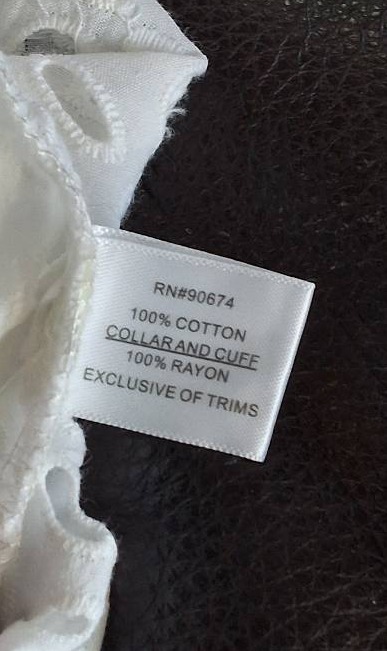 RN#90674
100% COTTON
COLLAR AND CUFF
100% RAYON
EXCLUSIVE OF TRIMS